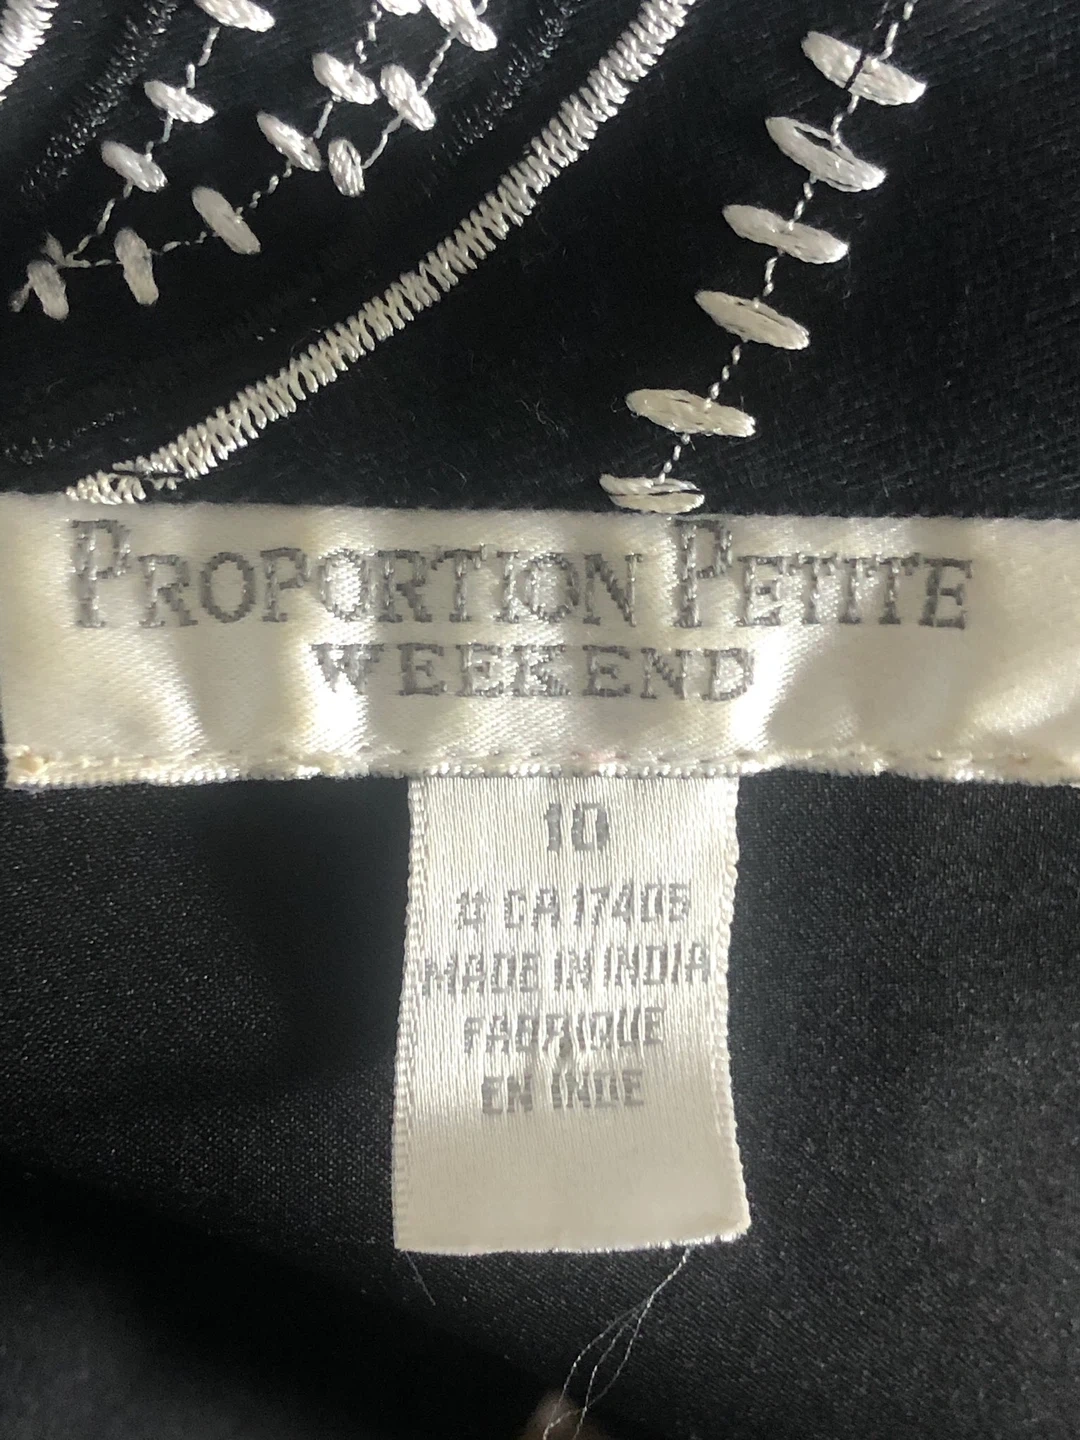 PROPORTION PETITE
WEEKEND
10
# CA17405
MADE IN INDIA
FABRIQUE
EN INDE